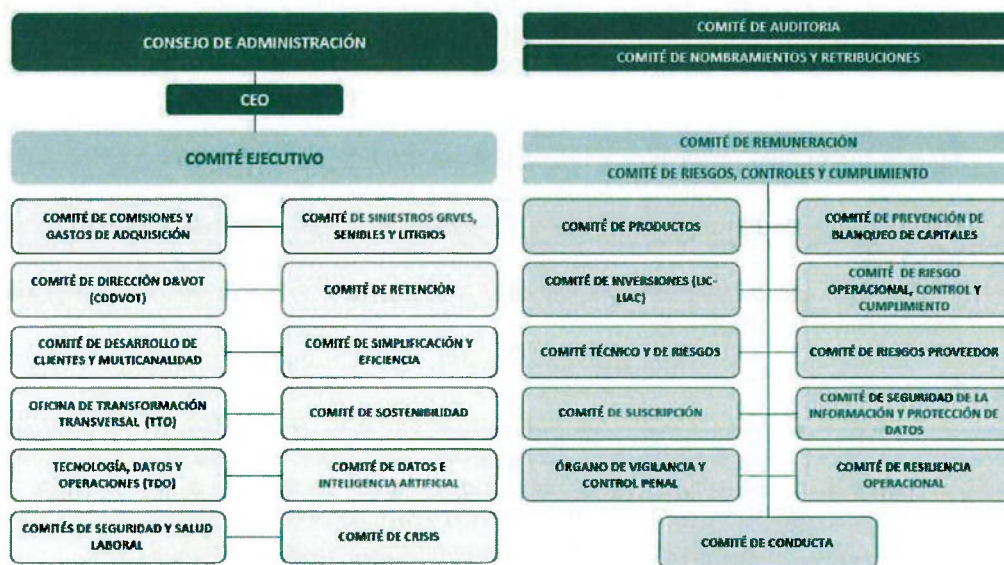 CONSEJO DE ADMINISTRACIÓN
CEO
COMITÉ EJECUTIVO
COMITÉ DE COMISIONES Y
GASTOS DE ADQUISICIÓN
COMITÉ DE SINIESTROS GRVES,
SENIBLES Y LITIGIOS
COMITÉ DE DIRECCIÓN D&VOT
(CDDVOT)
COMITÉ DE RETENCIÓN
COMITÉ DE DESARROLLO DE
CLIENTES Y MULTICANALIDAD
COMITÉ DE SIMPLIFICACIÓN Y
EFICIENCIA
OFICINA DE TRANSFORMACIÓN
TRANSVERSAL (TTO)
COMITÉ DE SOSTENIBILIDAD
TECNOLOGÍA, DATOS Y
OPERACIONES (TDO)
COMITÉ DE DATOS E
INTELIGENCIA ARTIFICIAL
COMITÉS DE SEGURIDAD Y SALUD
LABORAL
COMITÉ DE CRISIS
COMITÉ DE AUDITORIA
COMITÉ DE NOMBRAMIENTOS Y RETRIBUCIONES
COMITÉ DE REMUNERACIÓN
COMITÉ DE RIESGOS, CONTROLES Y CUMPLIMIENTO
COMITÉ DE PRODUCTOS
COMITÉ DE PREVENCIÓN DE
BLANQUEO DE CAPITALES
COMITÉ DE INVERSIONES (LIC-
LIAC)
COMITÉ DE RIESGO
OPERACIONAL, CONTROL Y
CUMPLIMIENTO
COMITÉ TÉCNICO Y DE RIESGOS
COMITÉ DE RIESGOS PROVEEDOR
COMITÉ DE SUSCRIPCIÓN
COMITÉ DE SEGURIDAD DE LA
INFORMACIÓN Y PROTECCIÓN DE
DATOS
ÓRGANO DE VIGILANCIA Y
CONTROL PENAL
COMITÉ DE RESILIENCIA
OPERACIONAL
COMITÉ DE CONDUCTA